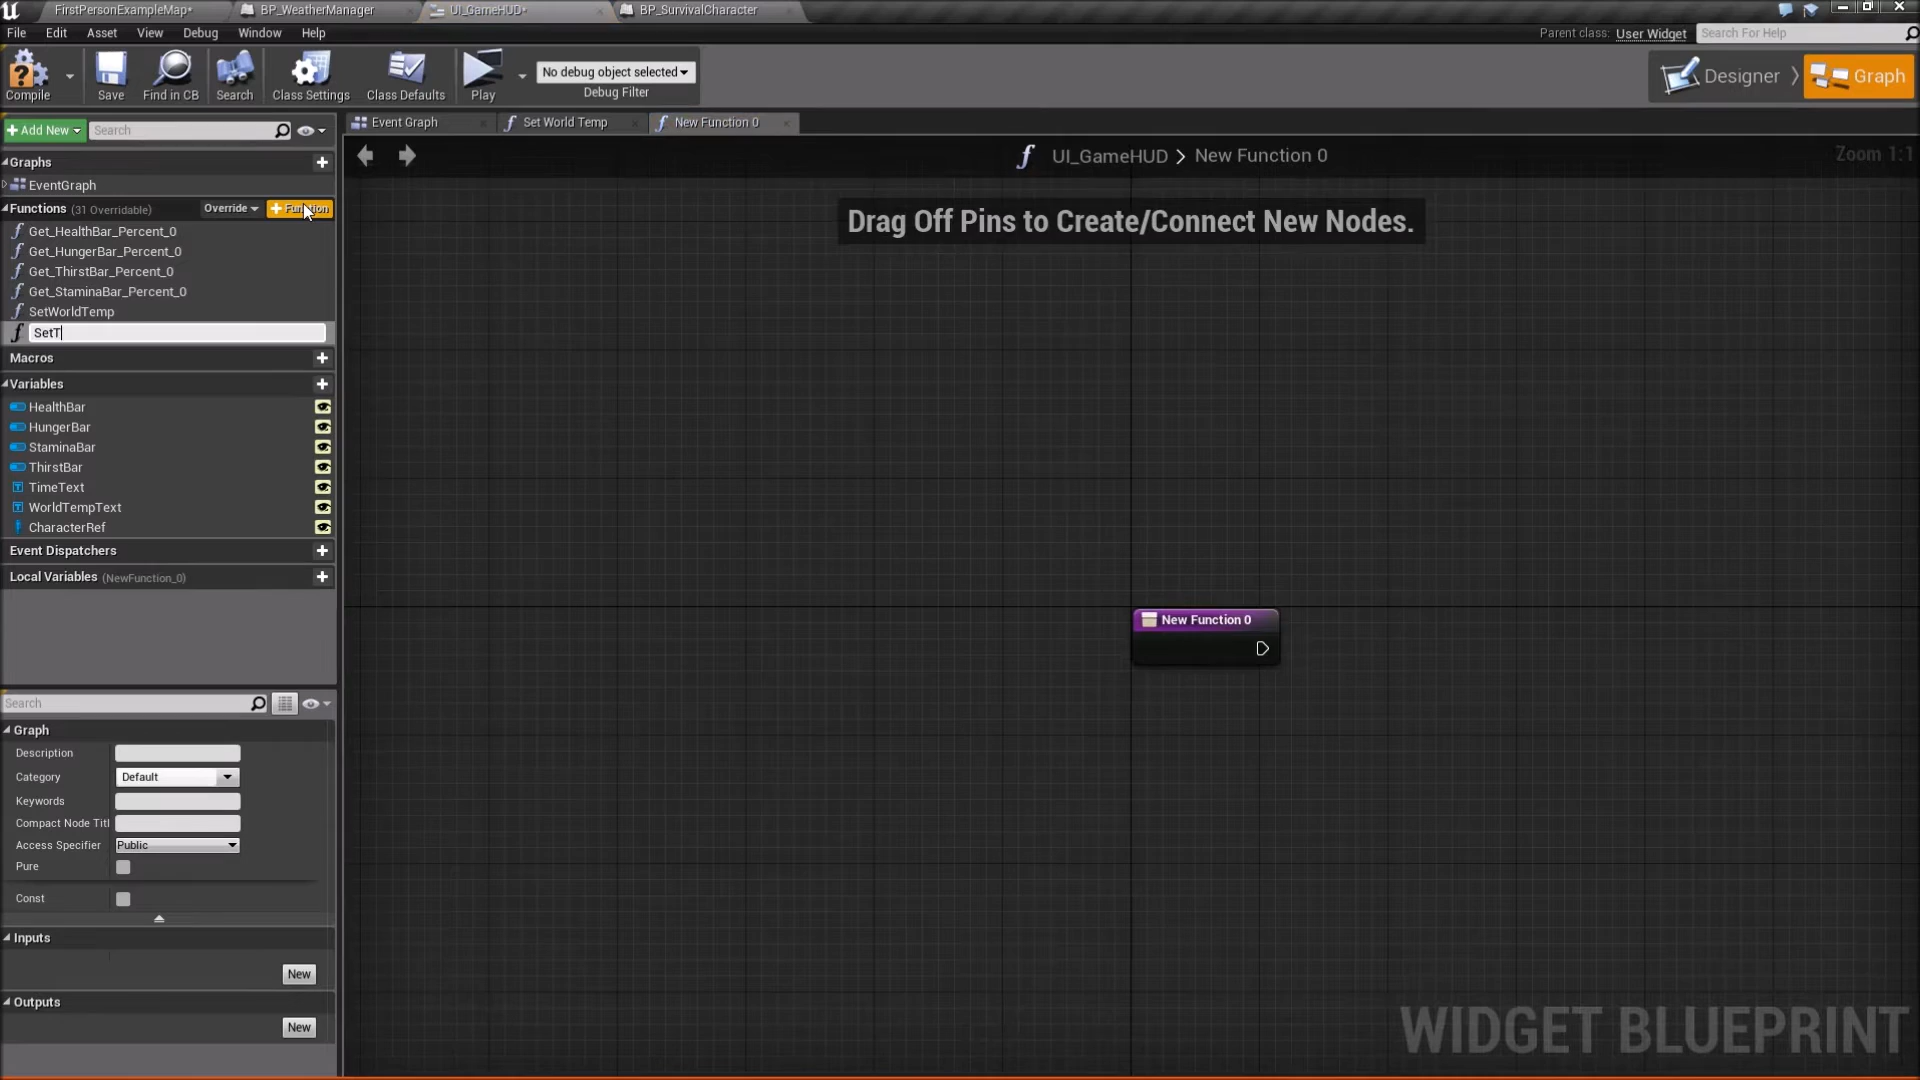 FirstPersonExampleMap*
BP_WeatherManager
UI_GameHUD*
BP_SurvivalCharacter
File Edit Asset View Debug Window Help
Parent class: User Widget
Search For Help
Compile
Save
Find in CB
Search
Class Settings
Class Defaults
Play
No debug object selected
Debug Filter
Designer
Graph
Add New
Search
Event Graph
Set World Temp
New Function 0
Graphs
UI_GameHUD > New Function 0
Zoom 1:1
EventGraph
Functions (31 Overridable)
Override
+ Function
Drag Off Pins to Create/Connect New Nodes.
Get_HealthBar_Percent_0
Get_HungerBar_Percent_0
Get_ThirstBar_Percent_0
Get_StaminaBar_Percent_0
SetWorldTemp
SetT
Macros
Variables
HealthBar
HungerBar
StaminaBar
ThirstBar
TimeText
WorldTempText
CharacterRef
Event Dispatchers
Local Variables (NewFunction_0)
New Function 0
Search
Graph
Description
Category Default
Keywords
Compact Node Titl
Access Specifier Public
Pure
Const
Inputs
New
Outputs
New
WIDGET BLUEPRINT